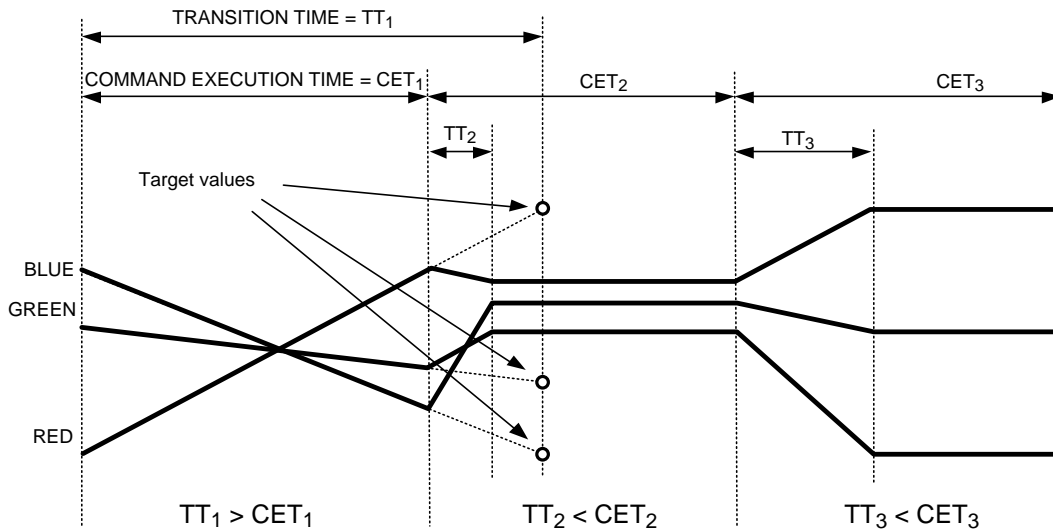 TRANSITION TIME = TT₁
COMMAND EXECUTION TIME = CET₁
CET₂
CET₃
TT₂
TT₃
Target values
BLUE
GREEN
RED
TT₁ > CET₁
TT₂ < CET₂
TT₃ < CET₃